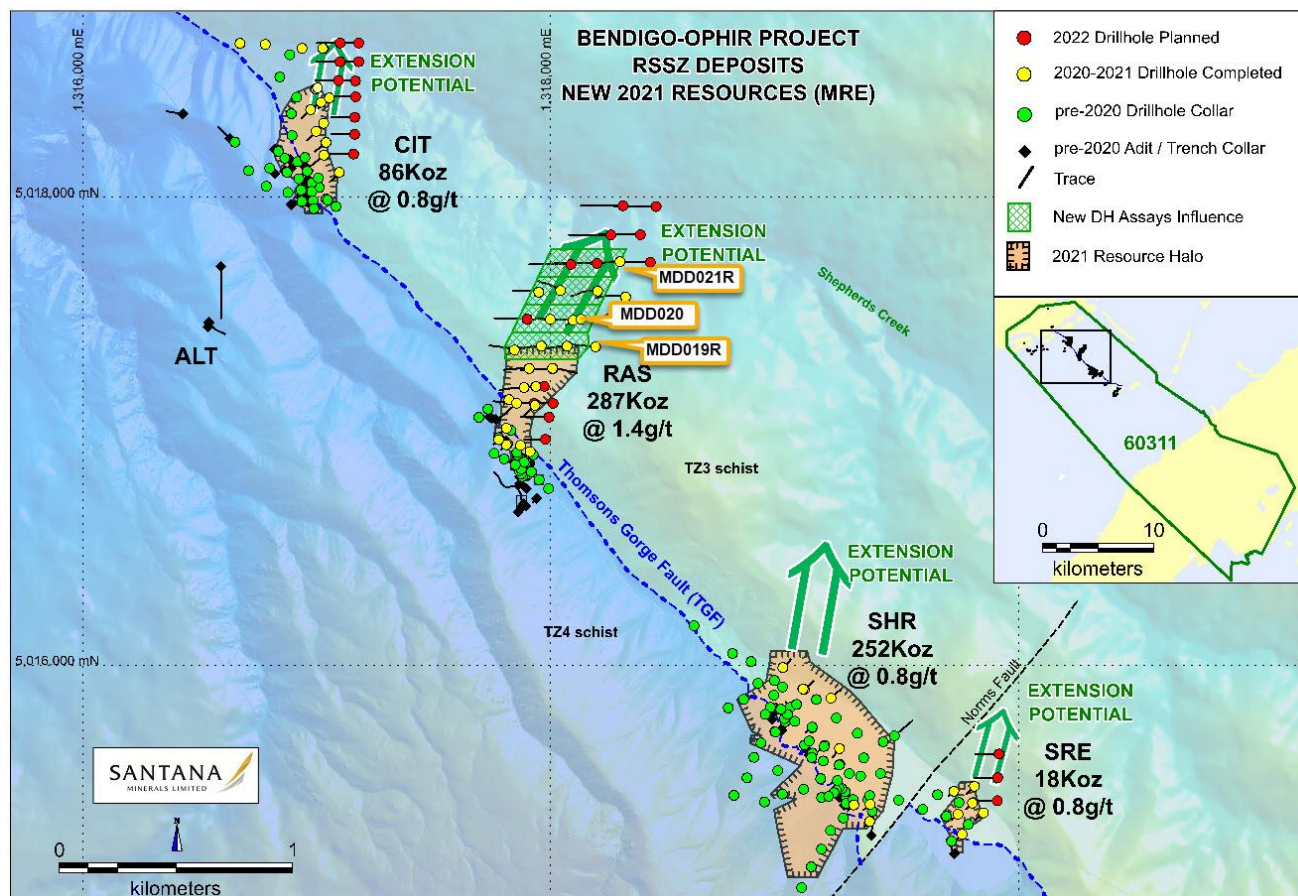 BENDIGO-OPHIR PROJECT
RSSZ DEPOSITS
NEW 2021 RESOURCES (MRE)
1,316,000 mE
1,318,000 mE
5,018,000 mN
5,016,000 mN
EXTENSION
POTENTIAL
CIT
86Koz
@ 0.8g/t
EXTENSION
POTENTIAL
MDD021R
MDD020
MDD019R
RAS
287Koz
@ 1.4g/t
ALT
Shepherds Creek
TZ3 schist
Thomsons Gorge Fault (TGF)
TZ4 schist
EXTENSION
POTENTIAL
SHR
252Koz
@ 0.8g/t
Norms Fault
EXTENSION
POTENTIAL
SRE
18Koz
@ 0.8g/t
2022 Drillhole Planned
2020-2021 Drillhole Completed
pre-2020 Drillhole Collar
pre-2020 Adit / Trench Collar
Trace
New DH Assays Influence
2021 Resource Halo
60311
0 10
kilometers
SANTANA
MINERALS LIMITED
N
0 1
kilometers